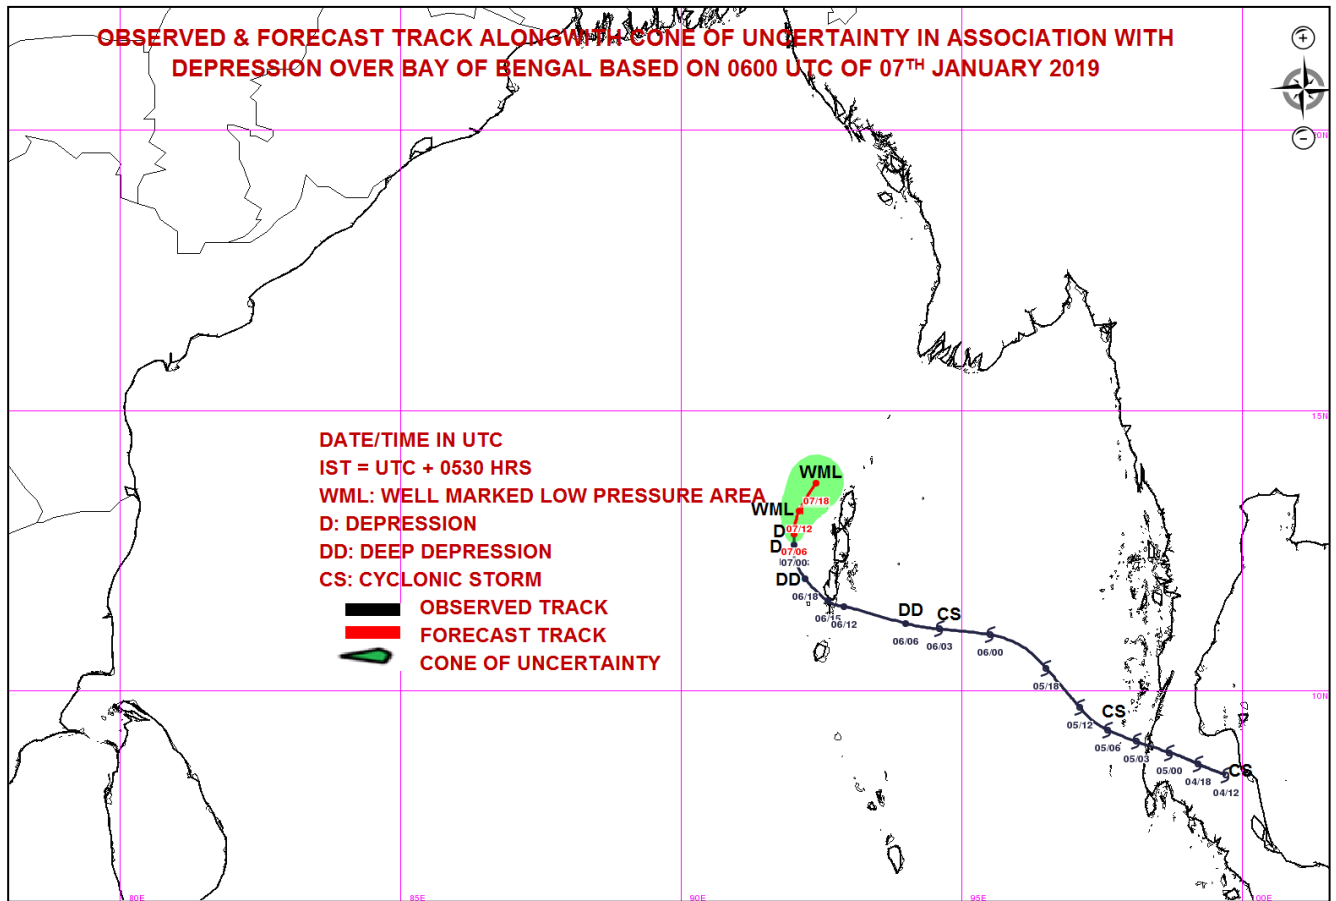 OBSERVED & FORECAST TRACK ALONGWITH CONE OF UNCERTAINTY IN ASSOCIATION WITH
DEPRESSION OVER BAY OF BENGAL BASED ON 0600 UTC OF 07TH JANUARY 2019
20N
15N
DATE/TIME IN UTC
IST = UTC + 0530 HRS
WML: WELL MARKED LOW PRESSURE AREA
D: DEPRESSION
DD: DEEP DEPRESSION
CS: CYCLONIC STORM
OBSERVED TRACK
FORECAST TRACK
CONE OF UNCERTAINTY
WML
07/18
WML
07/12
D
D
07/06
07/00
DD
06/18
06/15
06/12
DD
06/06
CS
06/03
06/00
05/18
10N
05/12
CS
05/06
05/03
05/00
04/18
CS
04/12
80E
85E
90E
95E